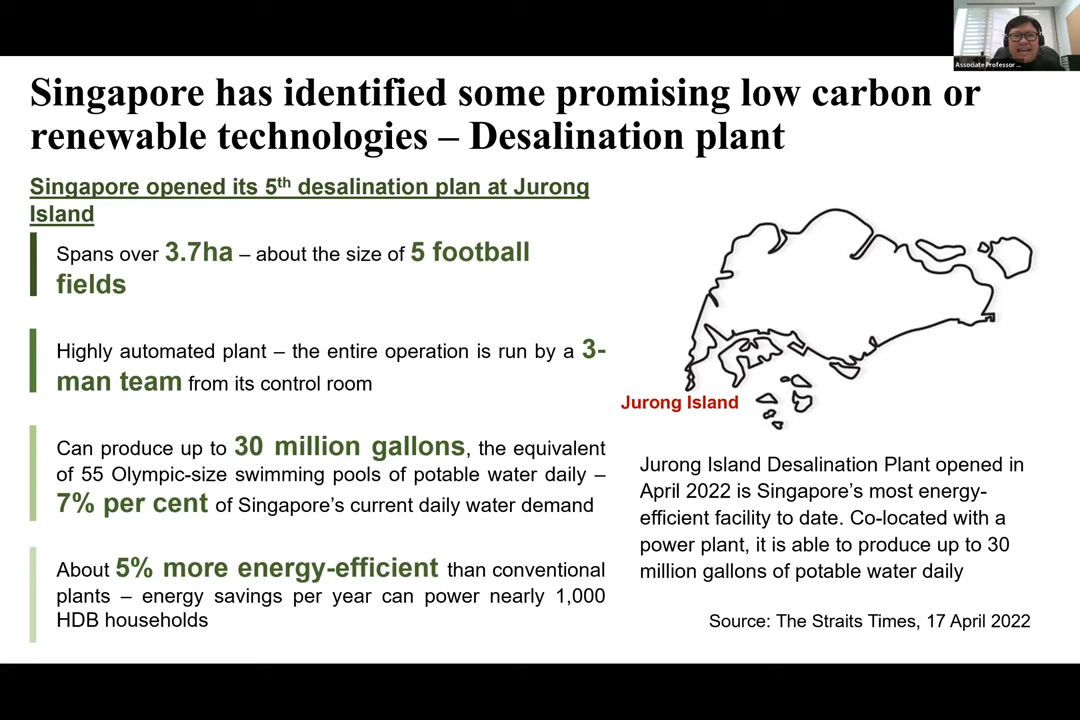 Associate Professor ...
Singapore has identified some promising low carbon or
renewable technologies – Desalination plant
Singapore opened its 5th desalination plan at Jurong
Island
Spans over 3.7ha – about the size of 5 football
fields
Highly automated plant – the entire operation is run by a 3-
man team from its control room
Can produce up to 30 million gallons, the equivalent
of 55 Olympic-size swimming pools of potable water daily –
7% per cent of Singapore's current daily water demand
About 5% more energy-efficient than conventional
plants – energy savings per year can power nearly 1,000
HDB households
Jurong Island
Jurong Island Desalination Plant opened in
April 2022 is Singapore's most energy-
efficient facility to date. Co-located with a
power plant, it is able to produce up to 30
million gallons of potable water daily
Source: The Straits Times, 17 April 2022